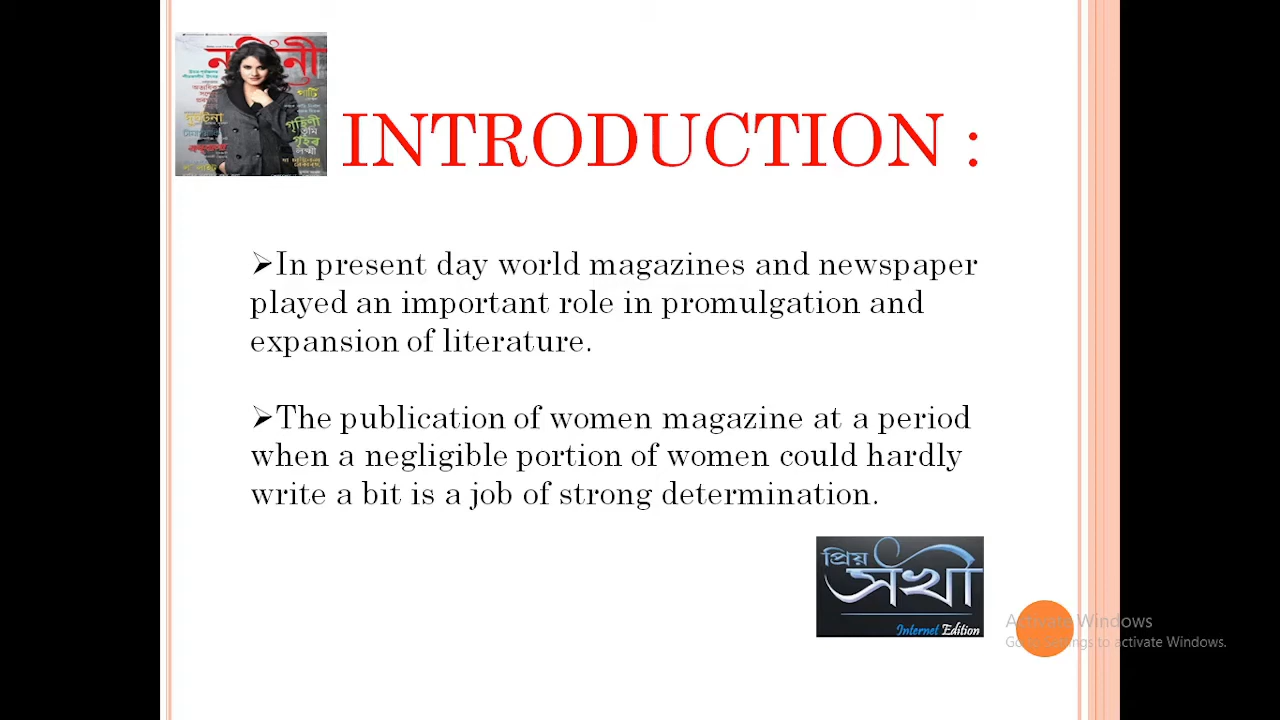 INTRODUCTION :
পাৰ্টি
গৃহিণী
তুমি
গৃহৰ
লক্ষ্মী
➢In present day world magazines and newspaper
played an important role in promulgation and
expansion of literature.
➢The publication of women magazine at a period
when a negligible portion of women could hardly
write a bit is a job of strong determination.
প্ৰিয়
সখী
Internet Edition
Activate Windows
Go to Settings to activate Windows.